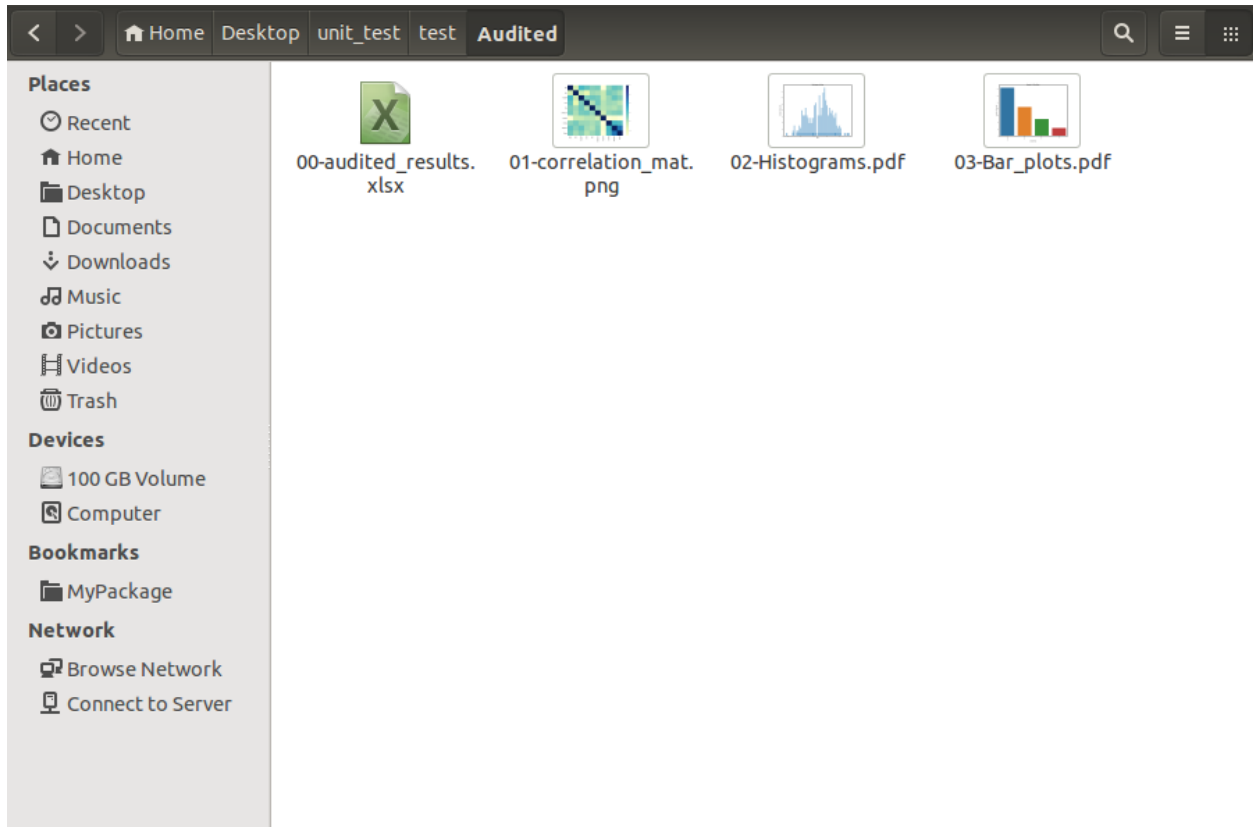 Home Desktop unit_test test Audited
Places
Recent
Home
Desktop
Documents
Downloads
Music
Pictures
Videos
Trash
Devices
100 GB Volume
Computer
Bookmarks
MyPackage
Network
Browse Network
Connect to Server
00-audited_results.
xlsx
01-correlation_mat.
png
02-Histograms.pdf
03-Bar_plots.pdf